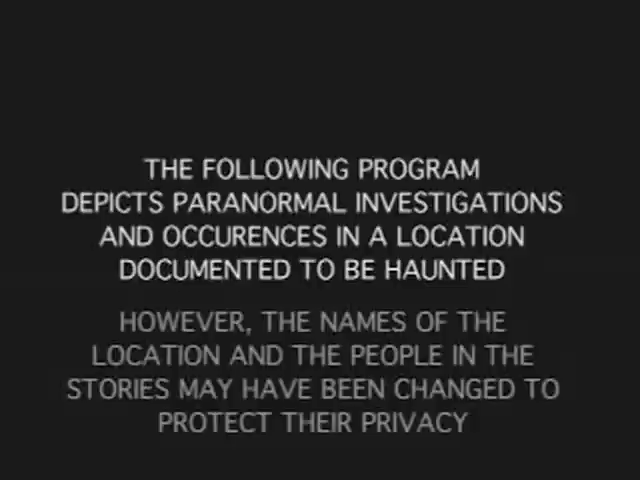 THE FOLLOWING PROGRAM
DEPICTS PARANORMAL INVESTIGATIONS
AND OCCURENCES IN A LOCATION
DOCUMENTED TO BE HAUNTED
HOWEVER, THE NAMES OF THE
LOCATION AND THE PEOPLE IN THE
STORIES MAY HAVE BEEN CHANGED TO
PROTECT THEIR PRIVACY